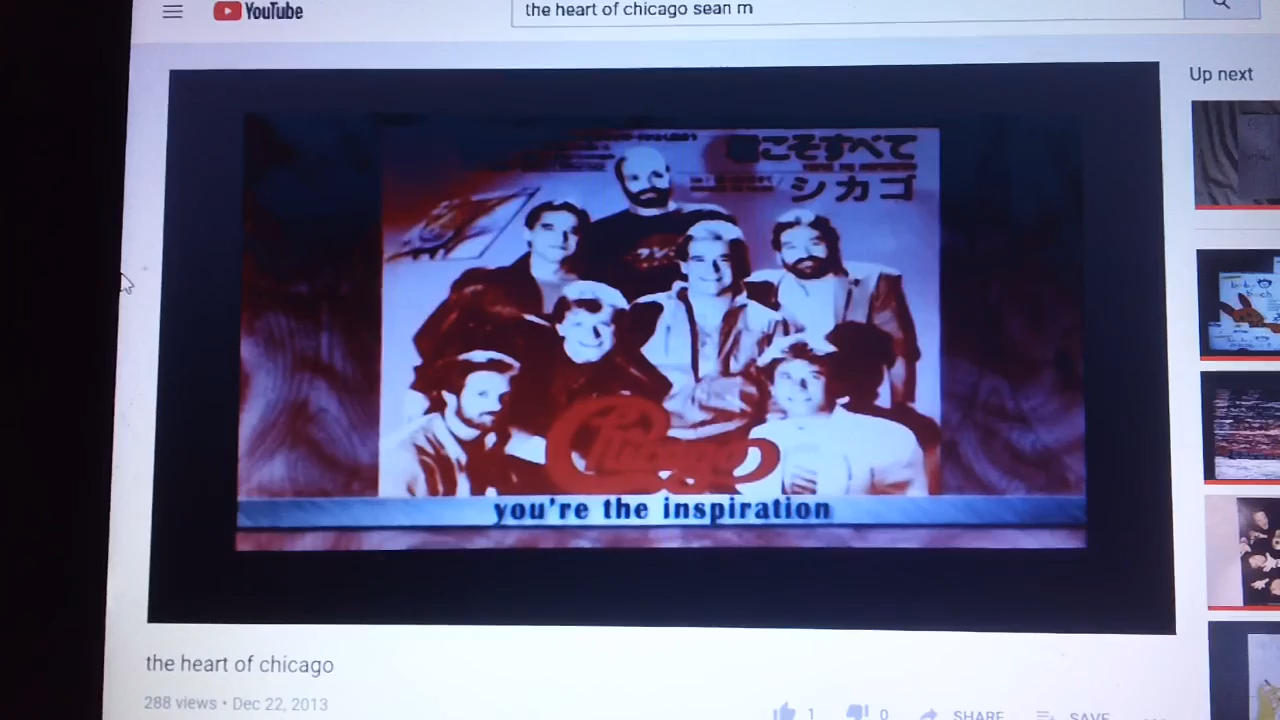 YouTube
the heart of chicago sean m
Up next
こそすべて
シカゴ
Chicago
you're the inspiration
the heart of chicago
288 views • Dec 22, 2013
1
0
SHARE
SAVE